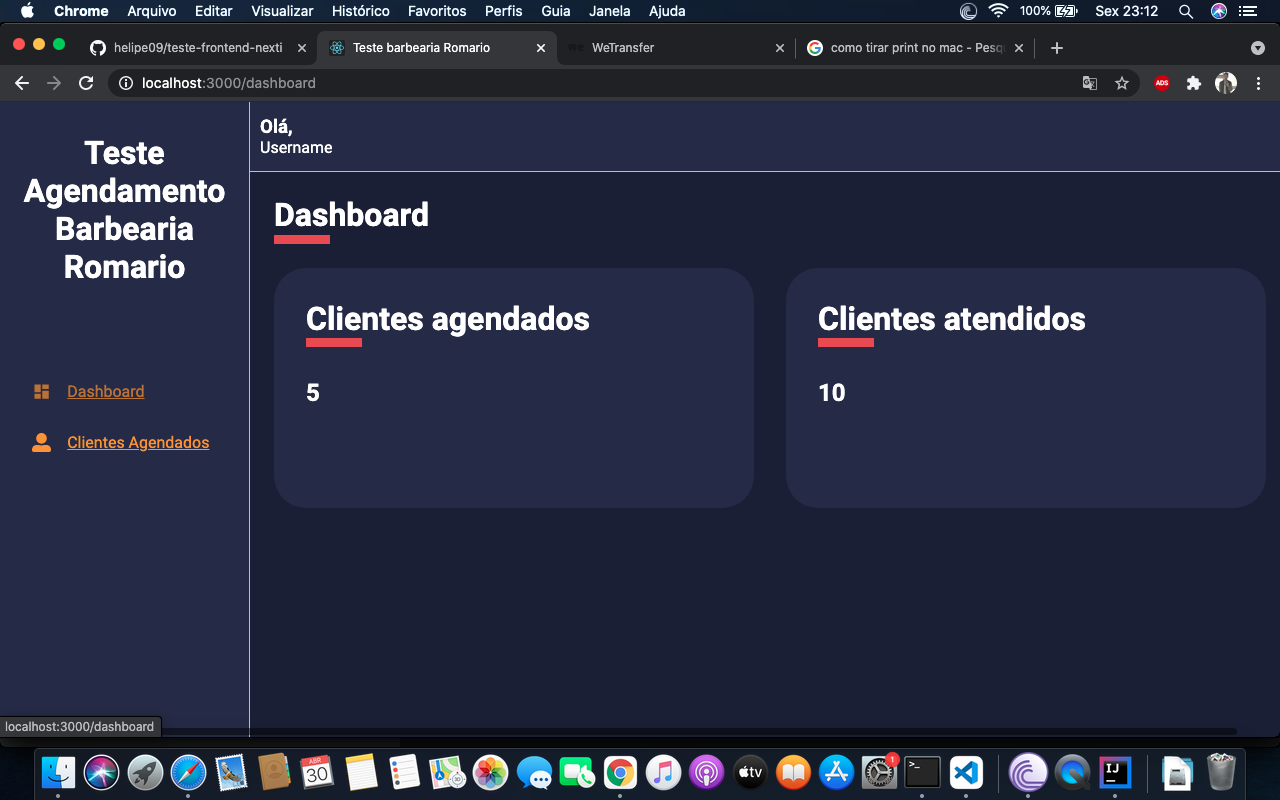 Chrome Arquivo Editar Visualizar Histórico Favoritos Perfis Guia Janela Ajuda 100% Sex 23:12
helipe09/teste-frontend-nexti Teste barbearia Romario WeTransfer como tirar print no mac - Pesq
localhost:3000/dashboard ADS
Teste
Agendamento
Barbearia
Romario
Dashboard
Clientes Agendados
Olá,
Username
Dashboard
Clientes agendados
5
Clientes atendidos
10
localhost:3000/dashboard
ABR
30
30
tv
1
>_
IJ